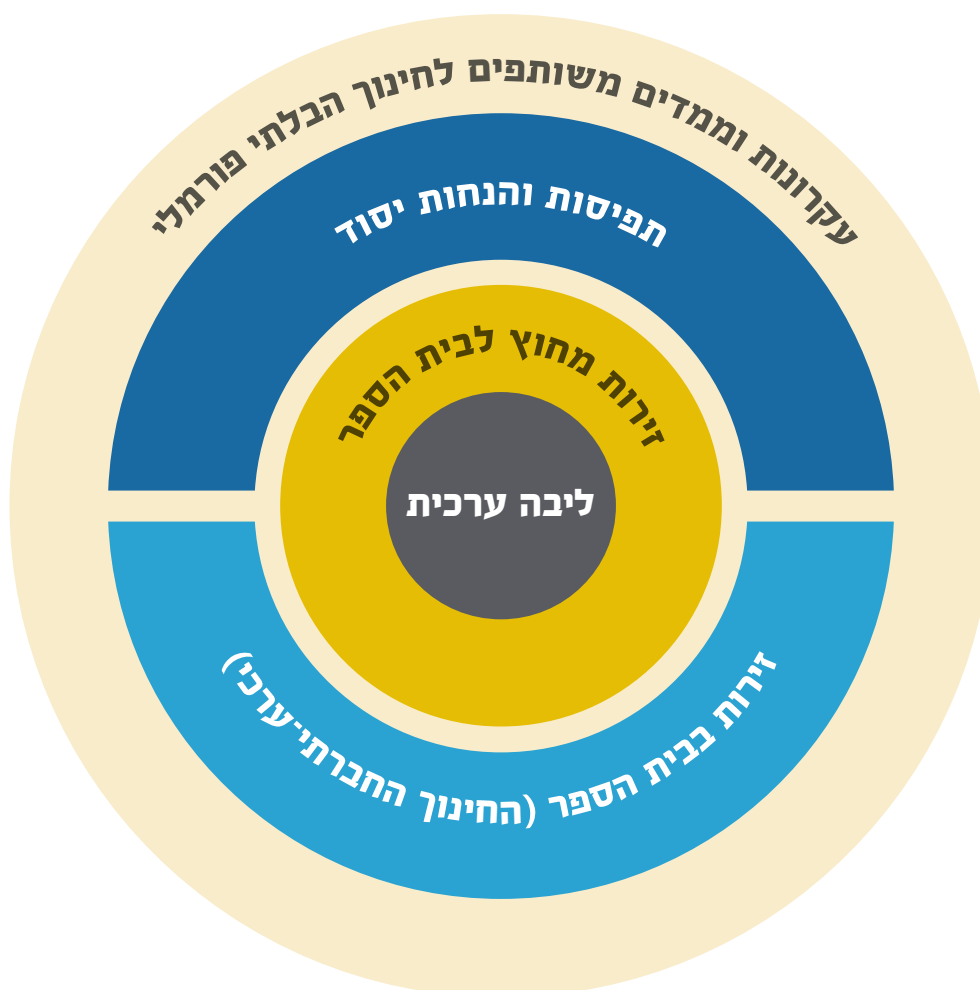 עקרונות וממדים משותפים לחינוך הבלתי פורמלי
תפיסות והנחות יסוד
זירות מחוץ לבית הספר
ליבה ערכית
זירות בבית הספר (החינוך החברתי־ערכי)